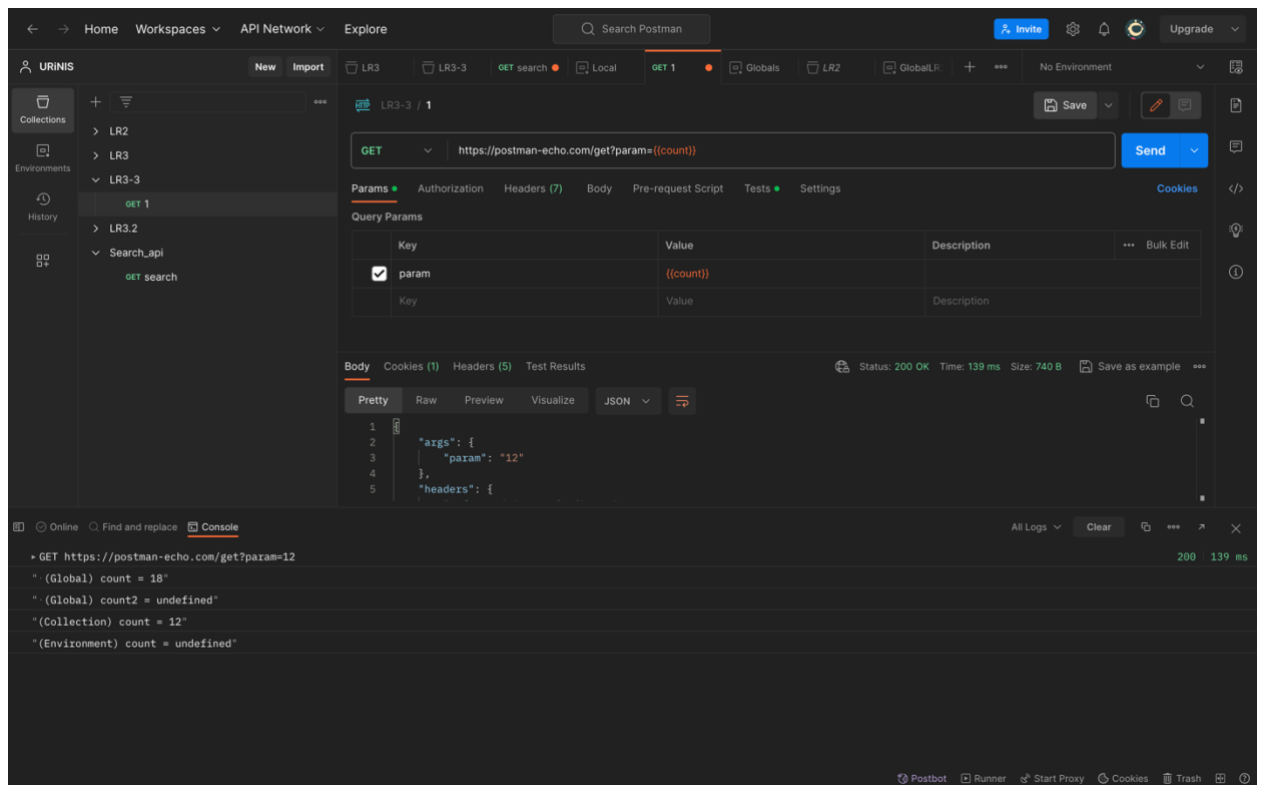 Home Workspaces API Network Explore Search Postman Invite Upgrade
URiNIS New Import LR3 LR3-3 GET search Local GET 1 Globals LR2 GlobalLR No Environment
Collections
Environments
History
LR2
LR3
LR3-3
GET 1
LR3.2
Search_api
GET search
HTTP LR3-3 / 1 Save
GET https://postman-echo.com/get?param={{count}} Send
Params Authorization Headers (7) Body Pre-request Script Tests Settings Cookies
Query Params
Key Value Description Bulk Edit
param {{count}}
Key Value Description
Body Cookies (1) Headers (5) Test Results Status: 200 OK Time: 139 ms Size: 740 B Save as example
Pretty Raw Preview Visualize JSON
1 {
2 "args": {
3 "param": "12"
4 },
5 "headers": {
Online Find and replace Console All Logs Clear
GET https://postman-echo.com/get?param=12 200 139 ms
" (Global) count = 18"
" (Global) count2 = undefined"
"(Collection) count = 12"
"(Environment) count = undefined"
Postbot Runner Start Proxy Cookies Trash